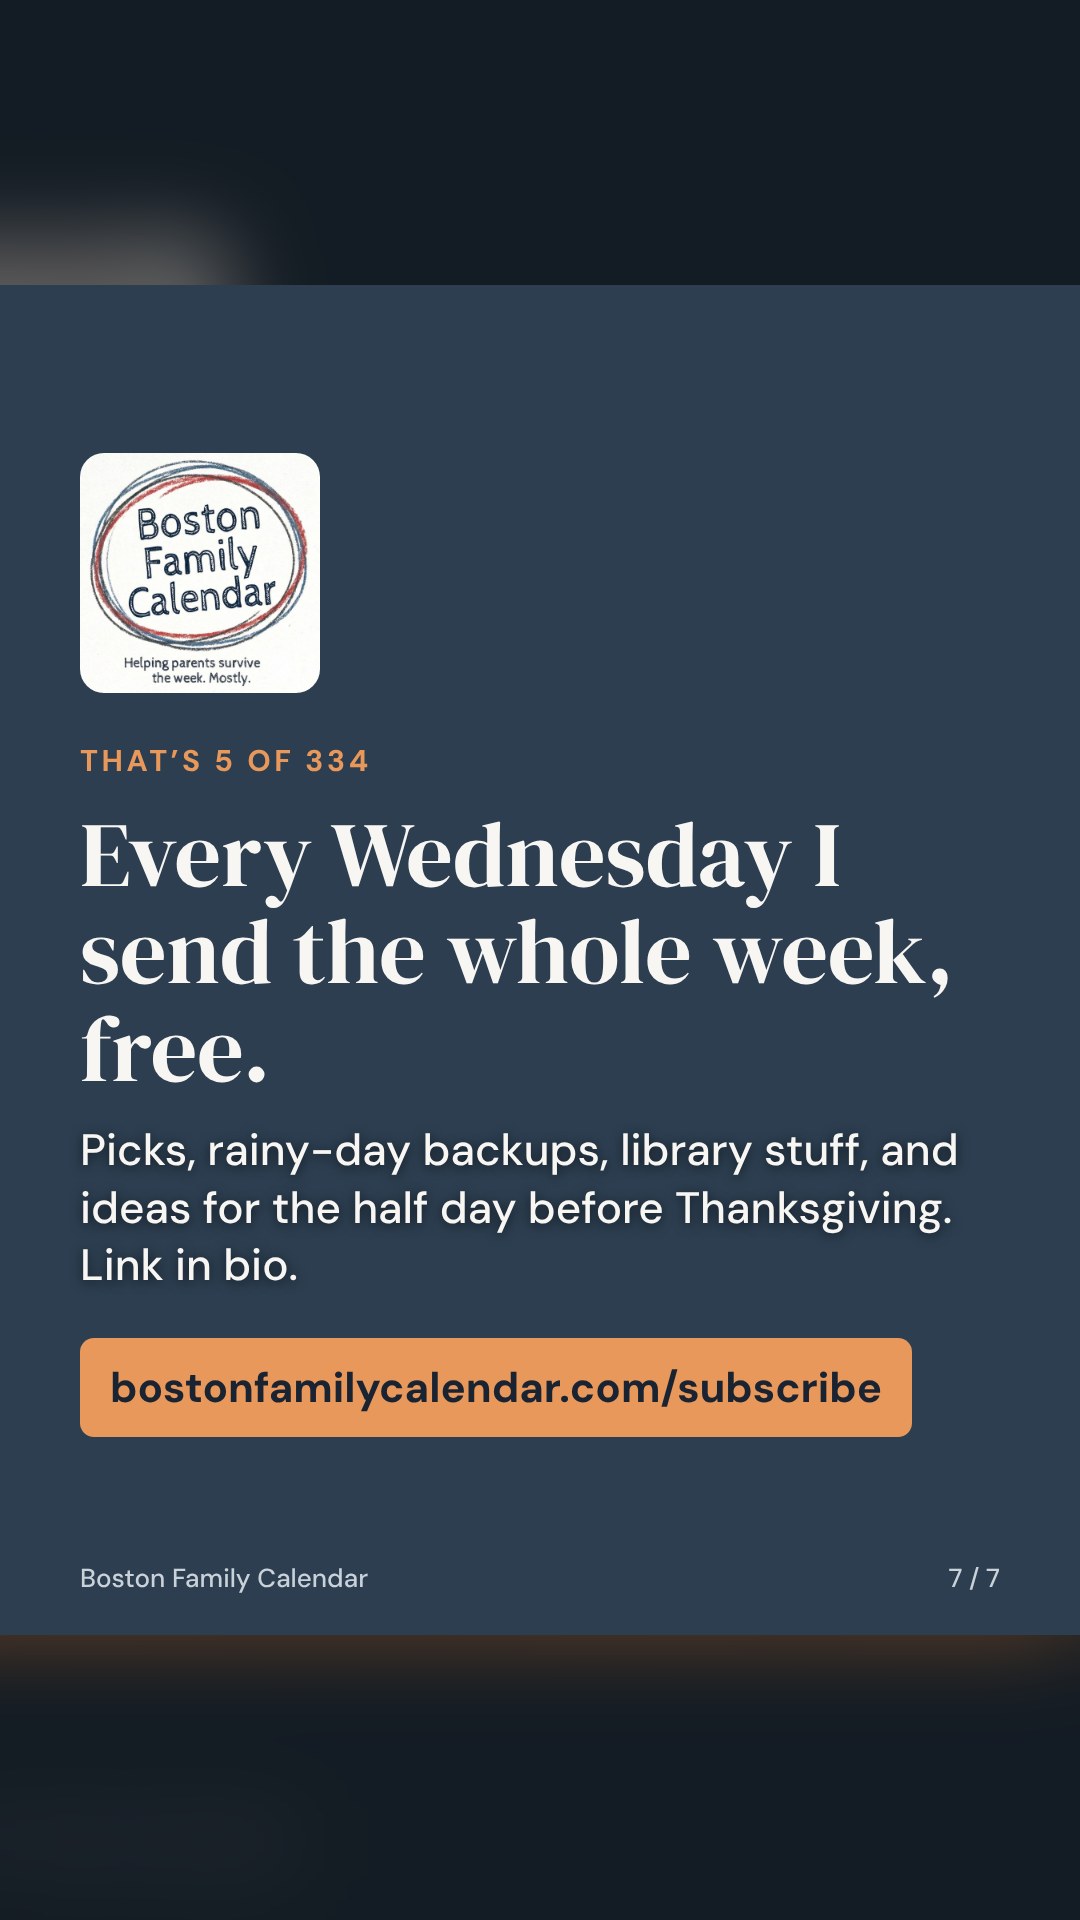 Boston
Family
Calendar
Helping parents survive
the week. Mostly.
THAT’S 5 OF 334
Every Wednesday I
send the whole week,
free.
Picks, rainy-day backups, library stuff, and
ideas for the half day before Thanksgiving.
Link in bio.
bostonfamilycalendar.com/subscribe
Boston Family Calendar
7 / 7